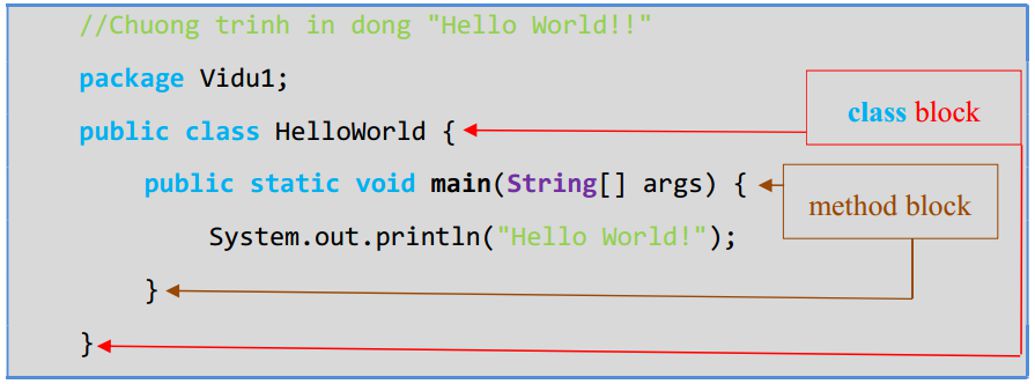 //Chuong trinh in dong "Hello World!!"
package Vidu1;
public class HelloWorld {
class block
public static void main(String[] args) {
method block
System.out.println("Hello World!");
}
}